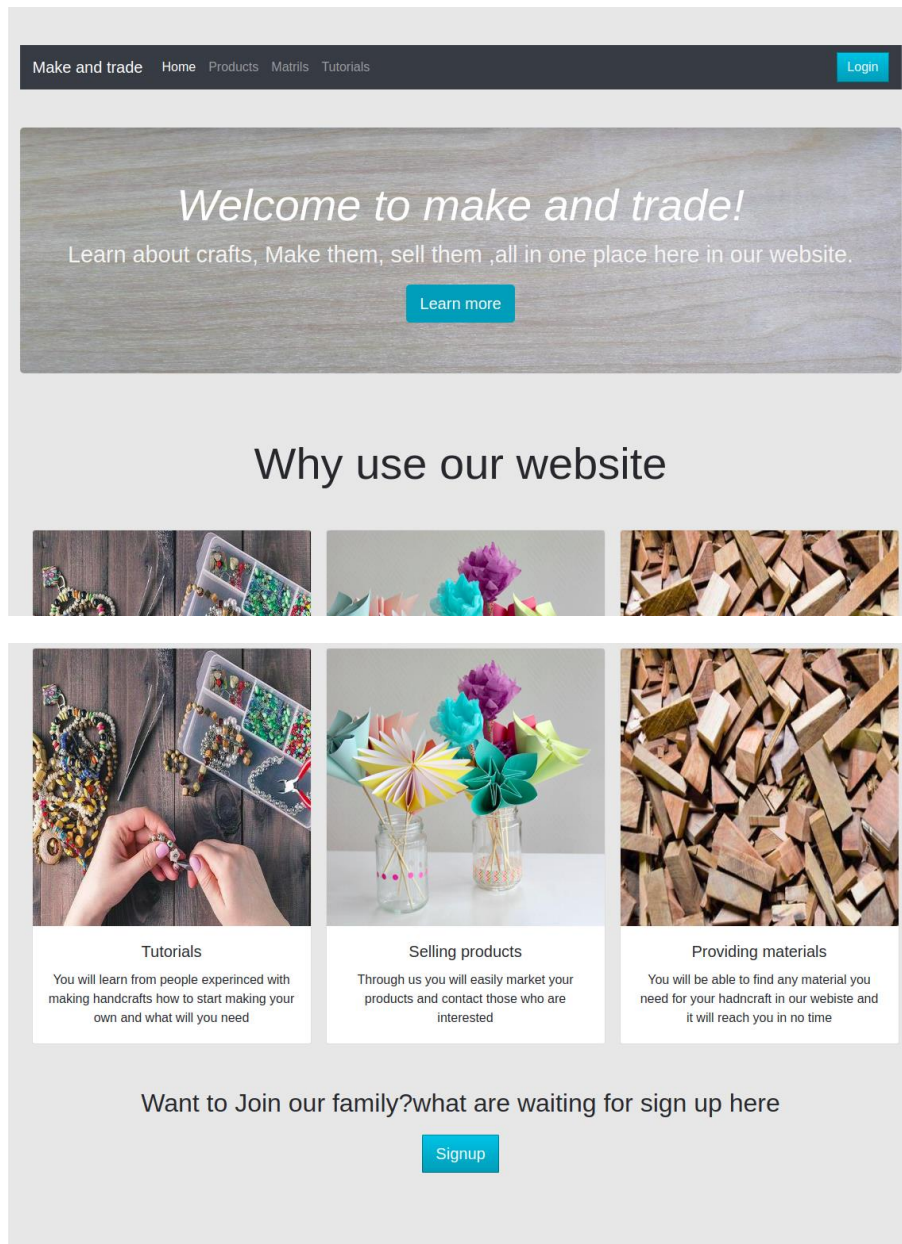 Make and trade Home Products Matrils Tutorials Login
Welcome to make and trade!
Learn about crafts, Make them, sell them ,all in one place here in our website.
Learn more
Why use our website
Tutorials
You will learn from people experinced with
making handcrafts how to start making your
own and what will you need
Selling products
Through us you will easily market your
products and contact those who are
interested
Providing materials
You will be able to find any material you
need for your hadncraft in our webiste and
it will reach you in no time
Want to Join our family?what are waiting for sign up here
Signup